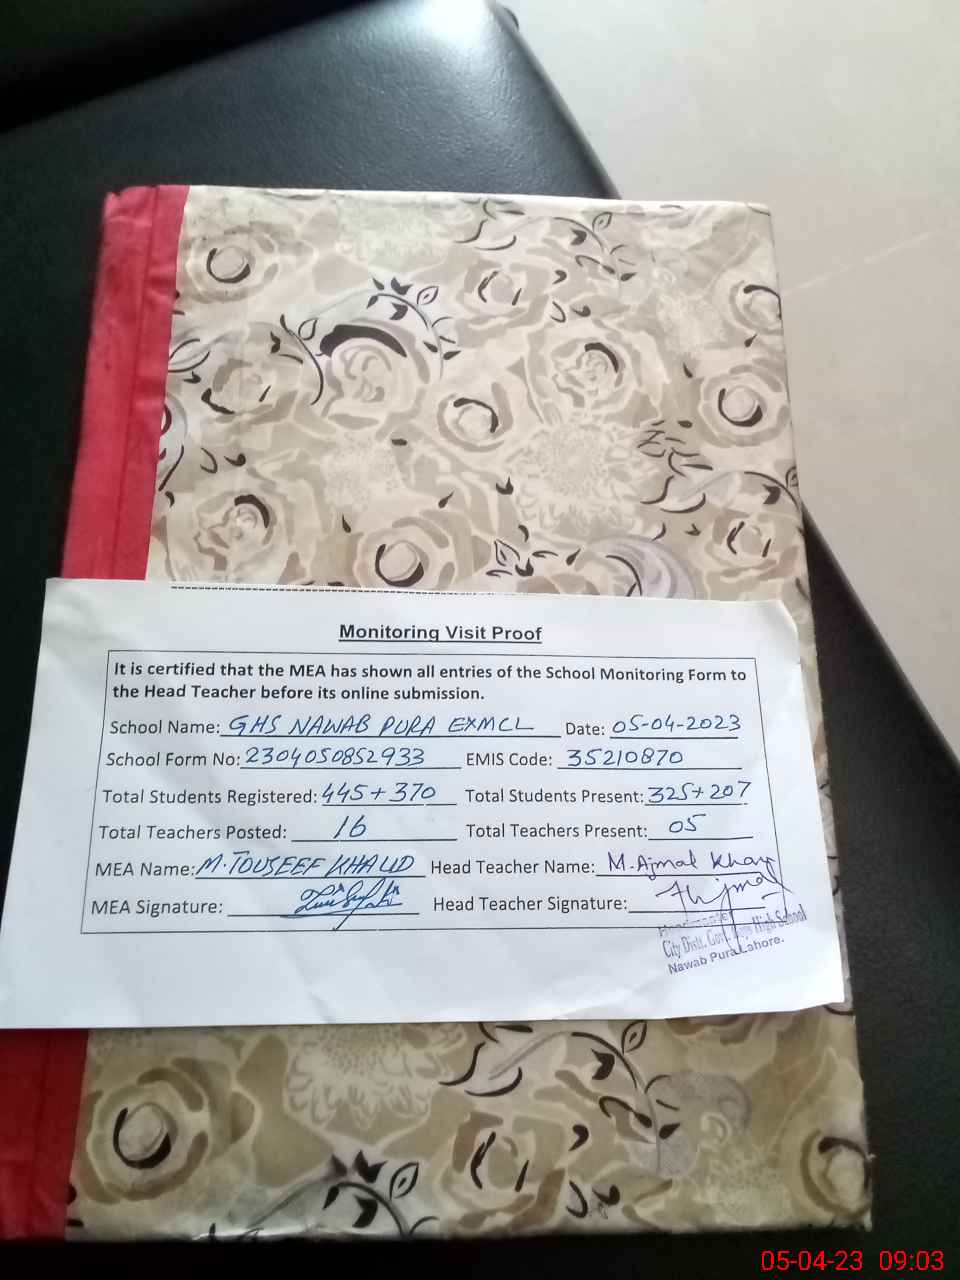 Monitoring Visit Proof
It is certified that the MEA has shown all entries of the School Monitoring Form to
the Head Teacher before its online submission.
School Name: GHS NAWAB PURA EXMCL Date: 05-04-2023
School Form No: 2304050852933 EMIS Code: 35210870
Total Students Registered: 445+370 Total Students Present: 325+207
Total Teachers Posted: 16 Total Teachers Present: 05
MEA Name: M.TOUSEEF KHALID Head Teacher Name: M.Ajmal Khan
MEA Signature: Head Teacher Signature:
Headmaster
City Distt. Govt. Boys High School
Nawab Pura Lahore.
05-04-23 09:03